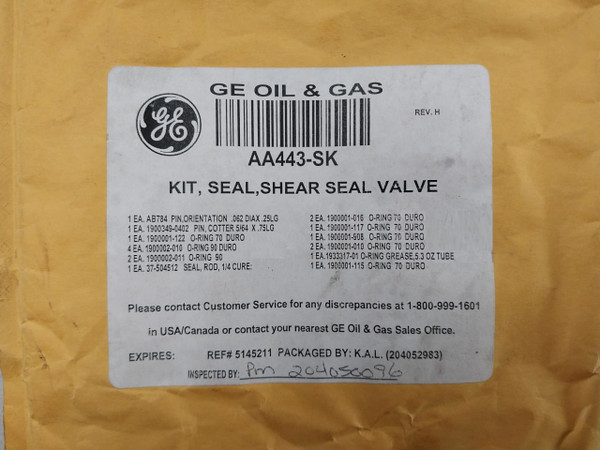 GE OIL & GAS
GE
REV. H
AA443-SK
KIT, SEAL,SHEAR SEAL VALVE
1 EA. AB784 PIN,ORIENTATION .062 DIAX .25LG
1 EA. 1900349-0402 PIN, COTTER 5/64 X .75LG
1 EA. 1900001-122 O-RING 70 DURO
4 EA. 1900002-010 O-RING 90 DURO
2 EA. 1900002-011 O-RING 90
1 EA. 37-504512 SEAL, ROD, 1/4 CURE:
2 EA. 1900001-016 O-RING 70 DURO
1 EA. 1900001-117 O-RING 70 DURO
1 EA. 1900001-908 O-RING 70 DURO
2 EA. 1900001-010 O-RING 70 DURO
1 EA.1933317-01 O-RING GREASE,5.3 OZ TUBE
1 EA. 1900001-115 O-RING 70 DURO
Please contact Customer Service for any discrepancies at 1-800-999-1601
in USA/Canada or contact your nearest GE Oil & Gas Sales Office.
EXPIRES: REF# 5145211 PACKAGED BY: K.A.L. (204052983)
INSPECTED BY: Pm 204050096